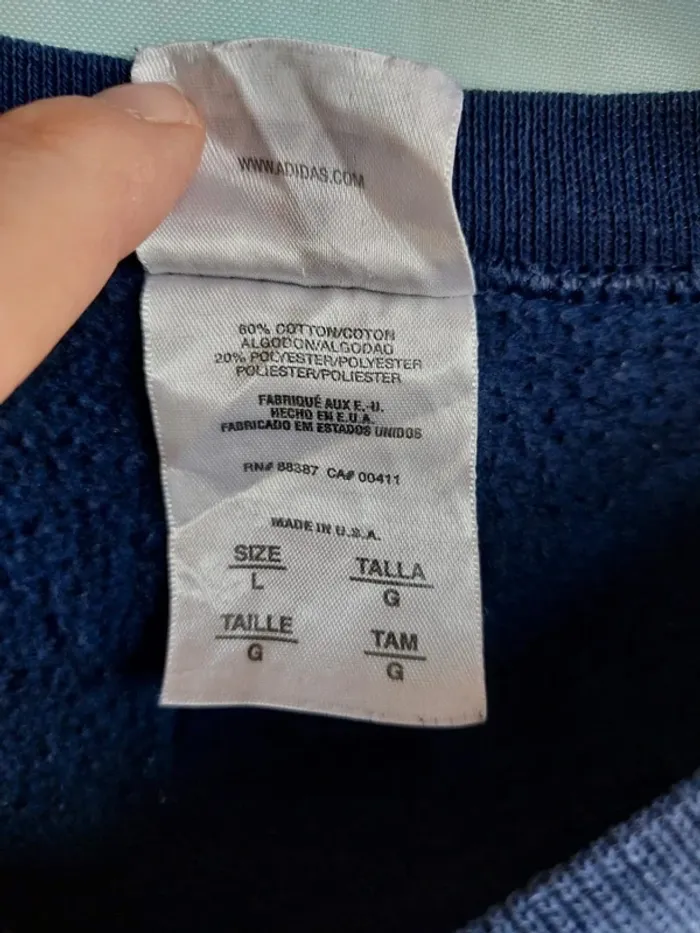 WWW.ADIDAS.COM
80% COTTON/COTON
ALGODON/ALGODAO
20% POLYESTER/POLYESTER
POLIESTER/POLIESTER
FABRIQUÉ AUX E.-U.
HECHO EN E.U.A.
FABRICADO EM ESTADOS UNIDOS
RN# 88387 CA# 00411
MADE IN U.S.A.
SIZE
L
TALLA
G
TAILLE
G
TAM
G